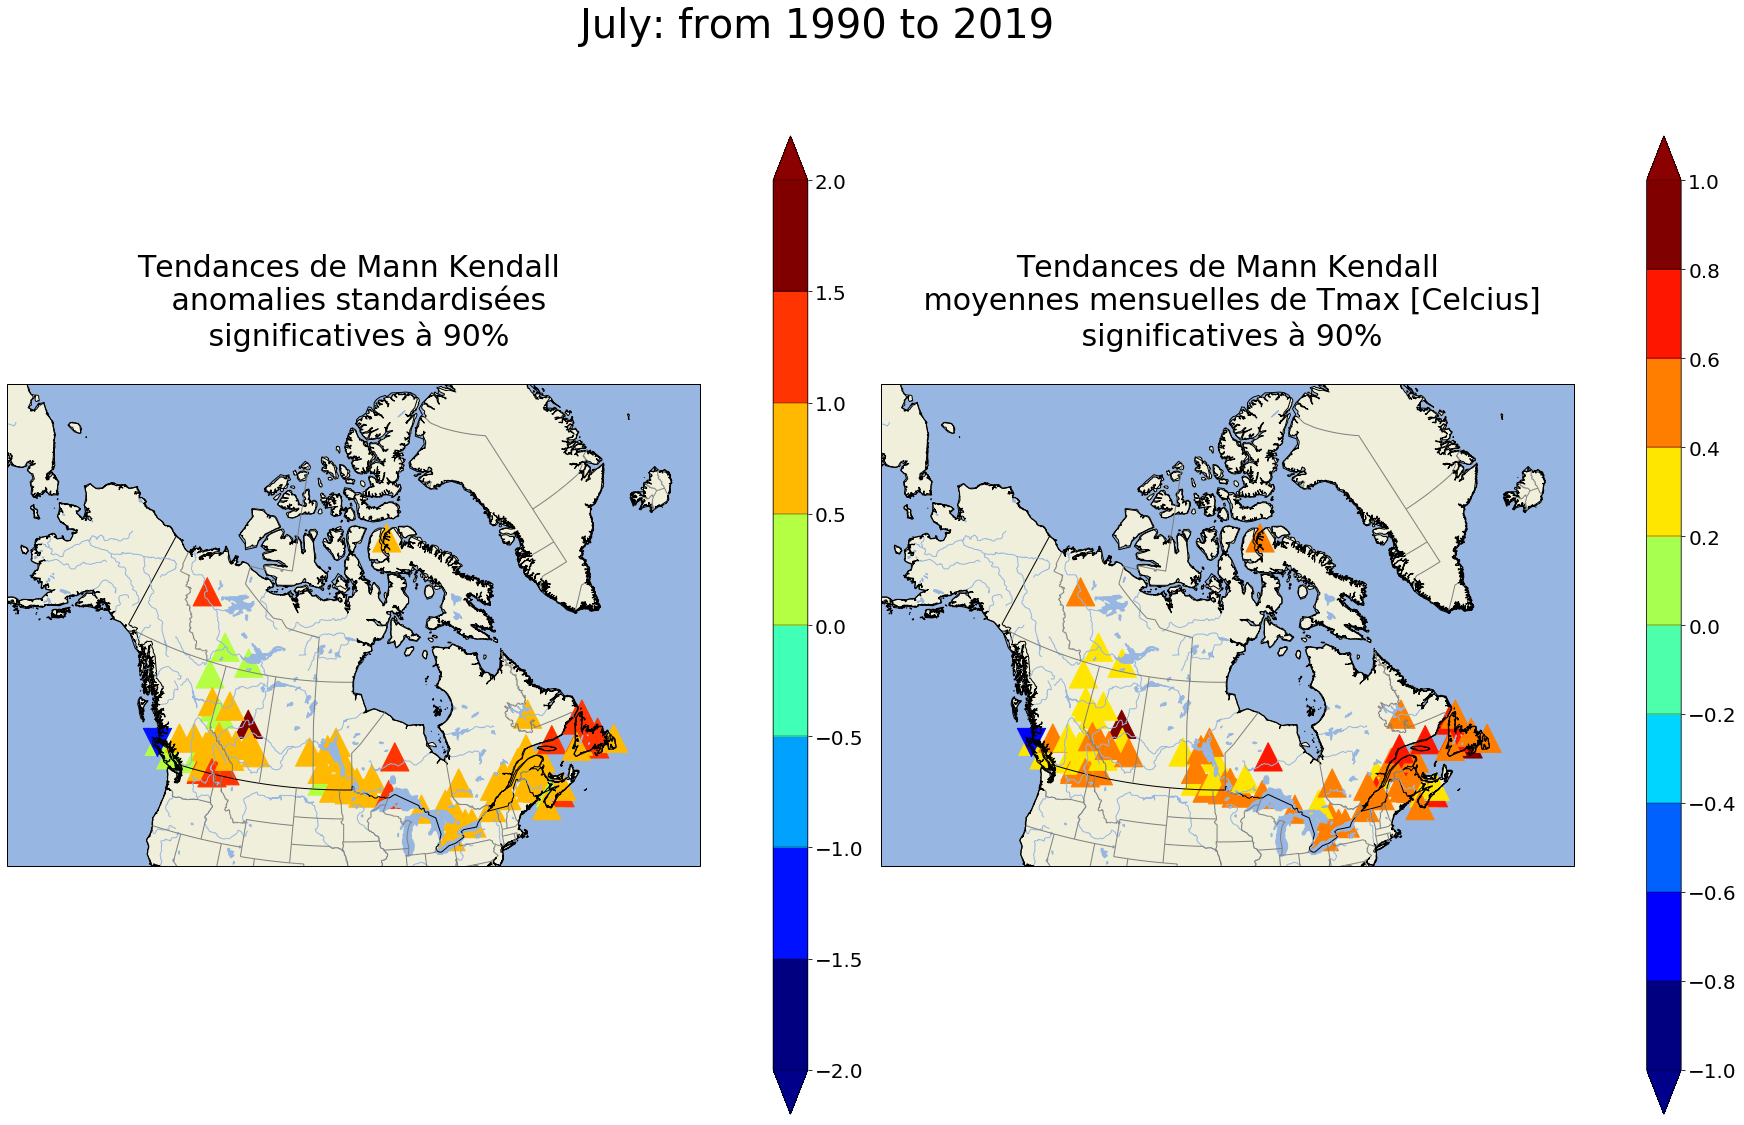 July: from 1990 to 2019
Tendances de Mann Kendall
anomalies standardisées
significatives à 90%
2.0
1.5
1.0
0.5
0.0
−0.5
−1.0
−1.5
−2.0
Tendances de Mann Kendall
moyennes mensuelles de Tmax [Celcius]
significatives à 90%
1.0
0.8
0.6
0.4
0.2
0.0
−0.2
−0.4
−0.6
−0.8
−1.0